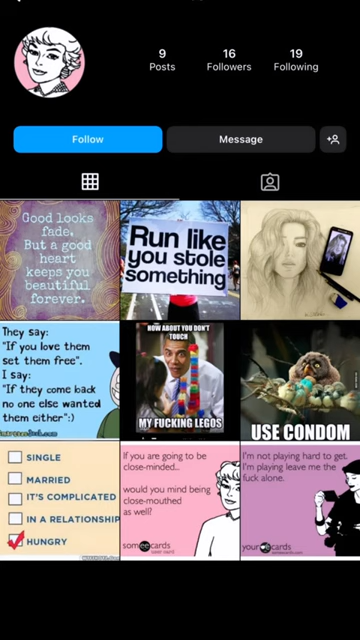 9
16
19
Posts
Followers
Following
Follow
Message
Good looks
fade.
But a good
heart
keeps you
beautiful
forever.
Run like
you stole
something
They say:
"If you love them
set them free".
I say:
"If they come back
no one else wanted
them either":)
HOW ABOUT YOU DON'T
TOUCH
MY FUCKING LEGOS
USE CONDOM
SINGLE
MARRIED
IT'S COMPLICATED
IN A RELATIONSHIP
HUNGRY
If you are going to be
close-minded...
would you mind being
close-mouthed
as well?
someecards
user card
I'm not playing hard to get.
I'm playing leave me the
fuck alone.
your ecards
someecards.com